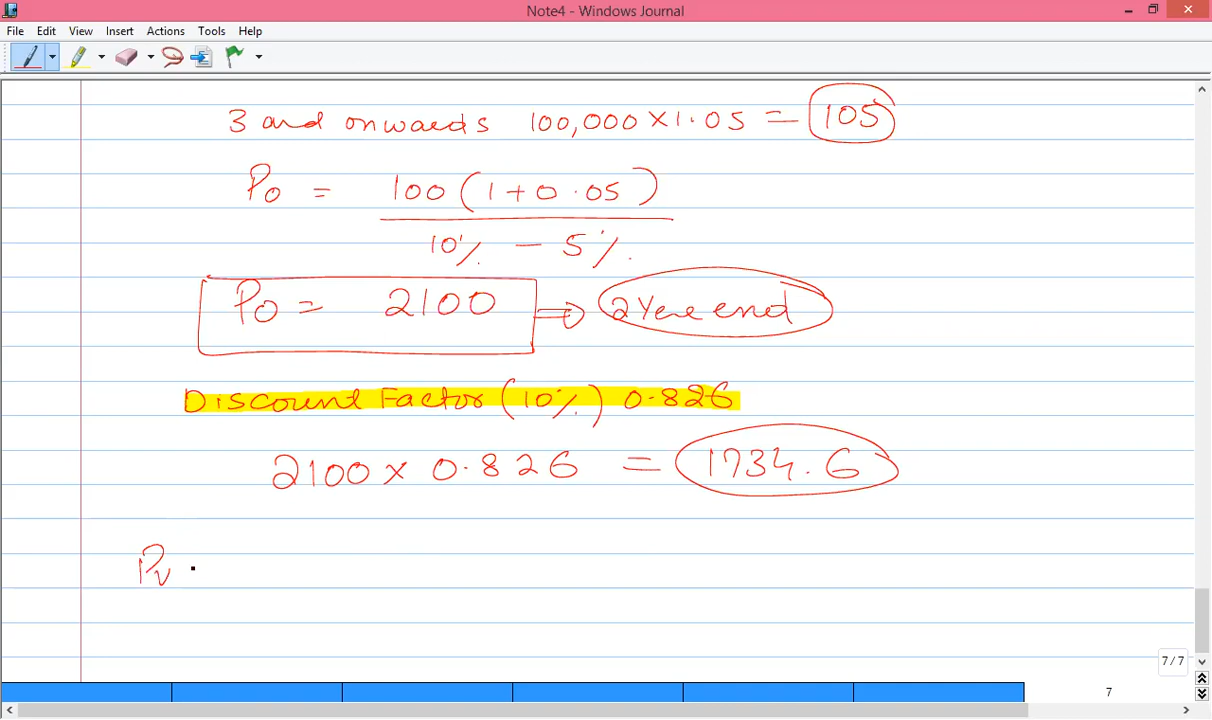 Note4 - Windows Journal
File Edit View Insert Actions Tools Help
3 and onwards 100,000 × 1.05 = 105
Po = 100 (1 + 0.05)
10% - 5%
Po = 2100 ⇒ 2 Year end
Discount Factor (10%) 0.826
2100 × 0.826 = 1734.6
Pv
7 / 7
7